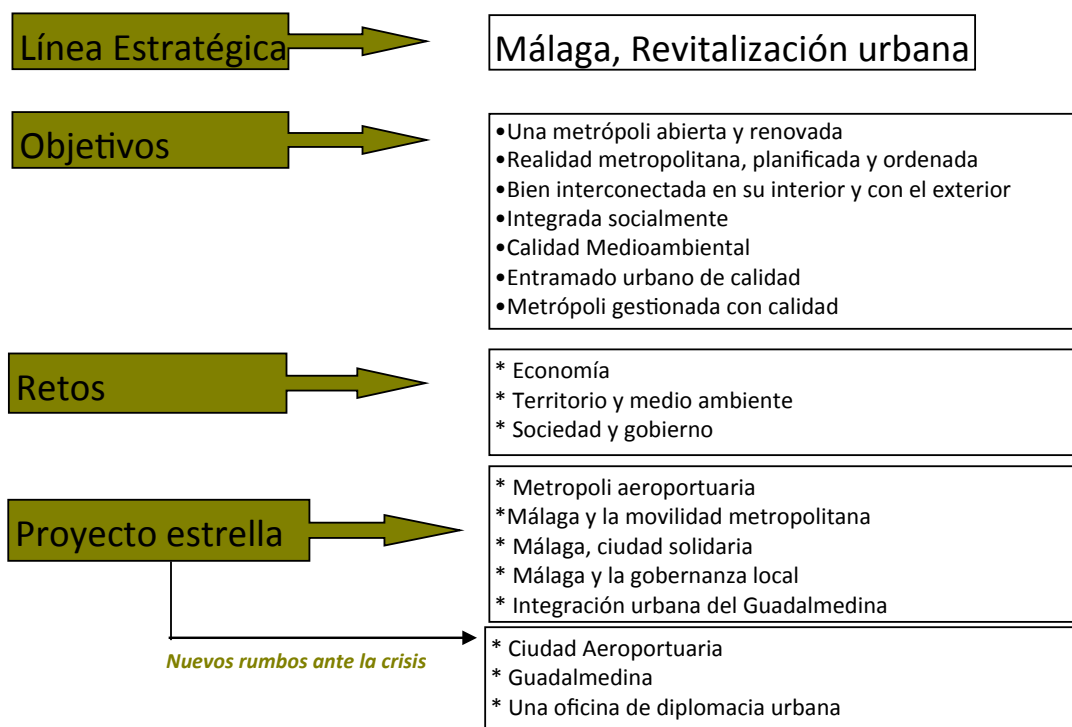 Línea Estratégica
Málaga, Revitalización urbana
Objetivos
•Una metrópoli abierta y renovada
•Realidad metropolitana, planificada y ordenada
•Bien interconectada en su interior y con el exterior
•Integrada socialmente
•Calidad Medioambiental
•Entramado urbano de calidad
•Metrópoli gestionada con calidad
Retos
* Economía
* Territorio y medio ambiente
* Sociedad y gobierno
Proyecto estrella
* Metropoli aeroportuaria
*Málaga y la movilidad metropolitana
* Málaga, ciudad solidaria
* Málaga y la gobernanza local
* Integración urbana del Guadalmedina
Nuevos rumbos ante la crisis
* Ciudad Aeroportuaria
* Guadalmedina
* Una oficina de diplomacia urbana